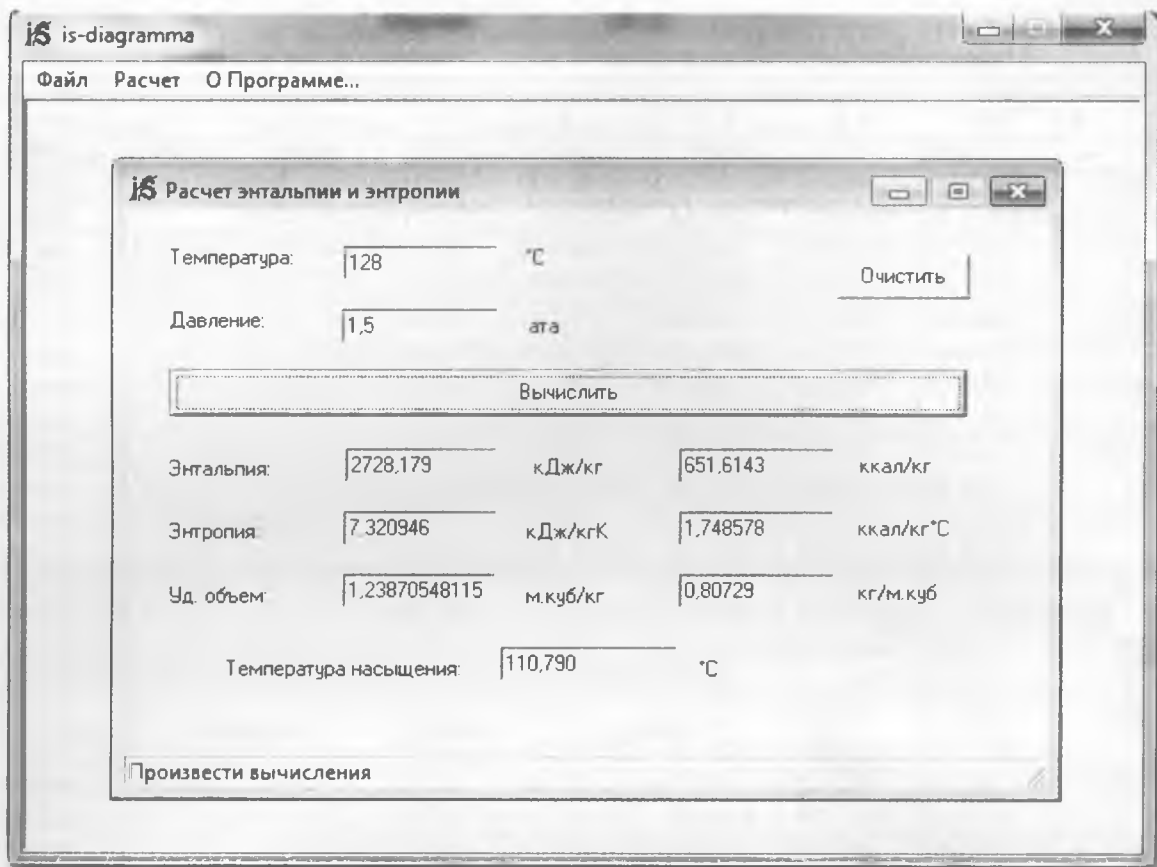 is is-diagramma
Файл Расчет О Программе...
is Расчет энтальпии и энтропии
Температура: 128 °C
Очистить
Давление: 1,5 ата
Вычислить
Энтальпия: 2728,179 кДж/кг 651,6143 ккал/кг
Энтропия: 7,320946 кДж/кгК 1,748578 ккал/кг°C
Уд. объем: 1,23870548115 м.куб/кг 0,80729 кг/м.куб
Температура насыщения: 110,790 °C
Произвести вычисления